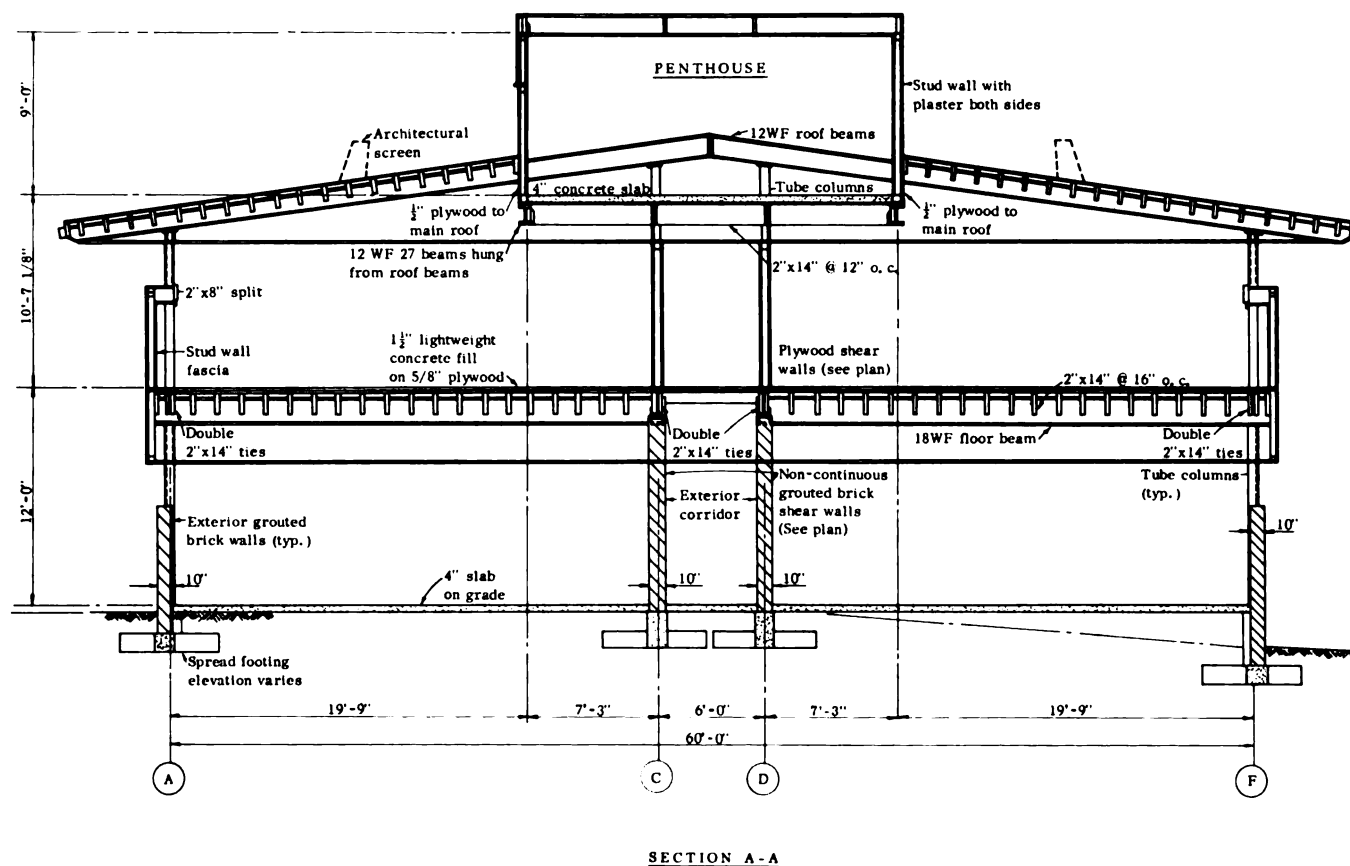 PENTHOUSE
Stud wall with
plaster both sides
9'-0"
Architectural
screen
12WF roof beams
4" concrete slab
Tube columns
½" plywood to
main roof
½" plywood to
main roof
12 WF 27 beams hung
from roof beams
2"x14" @ 12" o.c.
10'-7 1/8"
2"x8" split
Stud wall
fascia
1½" lightweight
concrete fill
on 5/8" plywood
Plywood shear
walls (see plan)
2"x14" @ 16" o.c.
Double
2"x14" ties
Double
2"x14" ties
18WF floor beam
Double
2"x14" ties
12'-0"
Non-continuous
grouted brick
shear walls
(See plan)
Tube columns
(typ.)
Exterior
corridor
Exterior grouted
brick walls (typ.)
10"
10"
10"
10"
4" slab
on grade
Spread footing
elevation varies
19'-9"
7'-3"
6'-0"
7'-3"
19'-9"
60'-0"
A
C
D
F
SECTION A-A